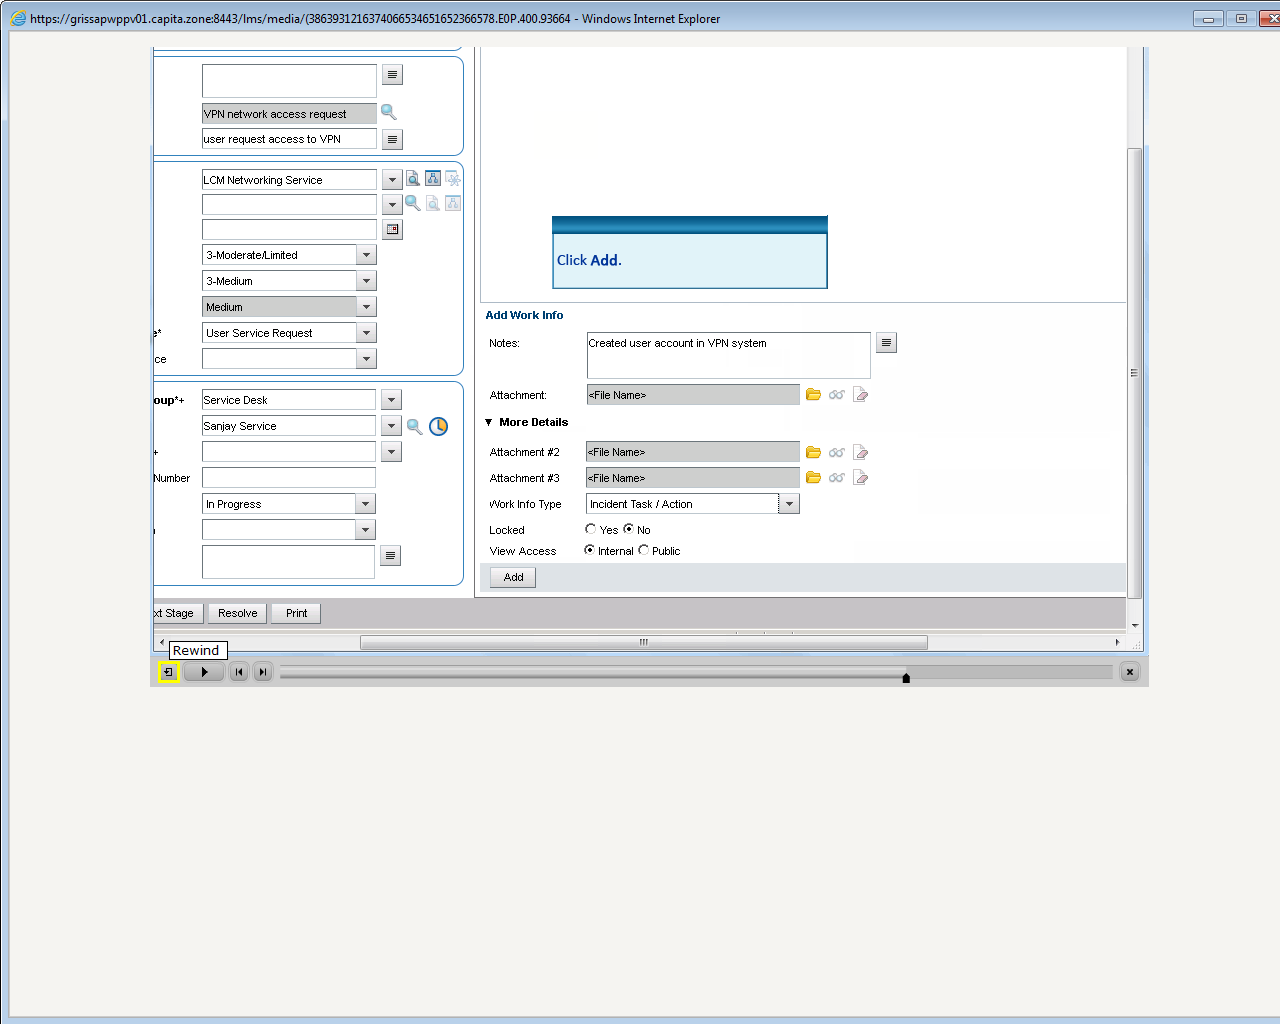 https://grissapwppv01.capita.zone:8443/lms/media/(3863931216374066534651652366578.E0P.400.93664 - Windows Internet Explorer
VPN network access request
user request access to VPN
LCM Networking Service
3-Moderate/Limited
3-Medium
Medium
e*
User Service Request
ice
oup*+
Service Desk
Sanjay Service
+
Number
In Progress
xt Stage
Resolve
Print
Click Add.
Add Work Info
Notes:
Created user account in VPN system
Attachment:
<File Name>
More Details
Attachment #2
<File Name>
Attachment #3
<File Name>
Work Info Type
Incident Task / Action
Locked
Yes
No
View Access
Internal
Public
Add
Rewind